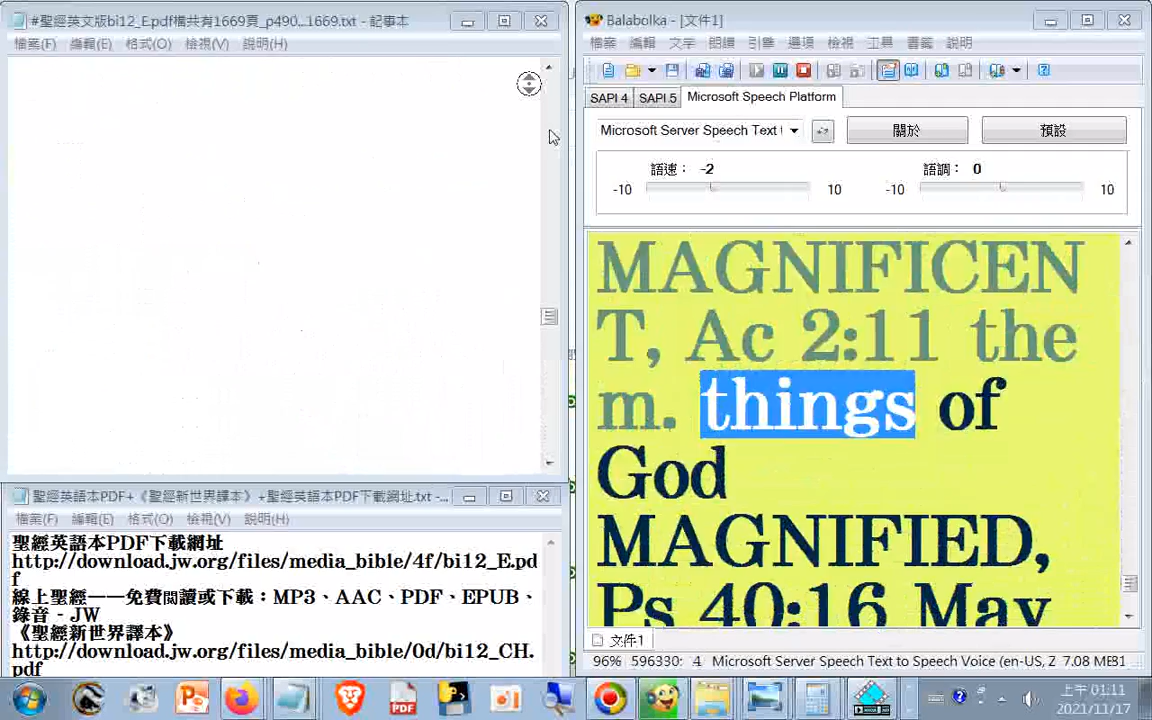 #聖經英文版bi12_E.pdf檔共有1669頁_p490,..1669.txt - 記事本
檔案(F) 編輯(E) 格式(O) 檢視(V) 說明(H)
聖經英語本PDF+《聖經新世界譯本》+聖經英語本PDF下載網址.txt -...
檔案(F) 編輯(E) 格式(O) 檢視(V) 說明(H)
聖經英語本PDF下載網址
http://download.jw.org/files/media_bible/4f/bi12_E.pd
f
線上聖經──免費閱讀或下載：MP3、AAC、PDF、EPUB、
錄音 - JW
《聖經新世界譯本》
http://download.jw.org/files/media_bible/0d/bi12_CH.
pdf
Balabolka - [文件1]
檔案 編輯 文字 朗讀 引擎 選項 檢視 工具 書籤 說明
SAPI 4 SAPI 5 Microsoft Speech Platform
Microsoft Server Speech Text 關於 預設
語速： -2 語調： 0
-10 10 -10 10
MAGNIFICEN
T, Ac 2:11 the
m. things of
God
MAGNIFIED,
Ps 40:16 May
文件1
96% 596330: 4 Microsoft Server Speech Text to Speech Voice (en-US, Z 7.08 MB
上午 01:11
2021/11/17